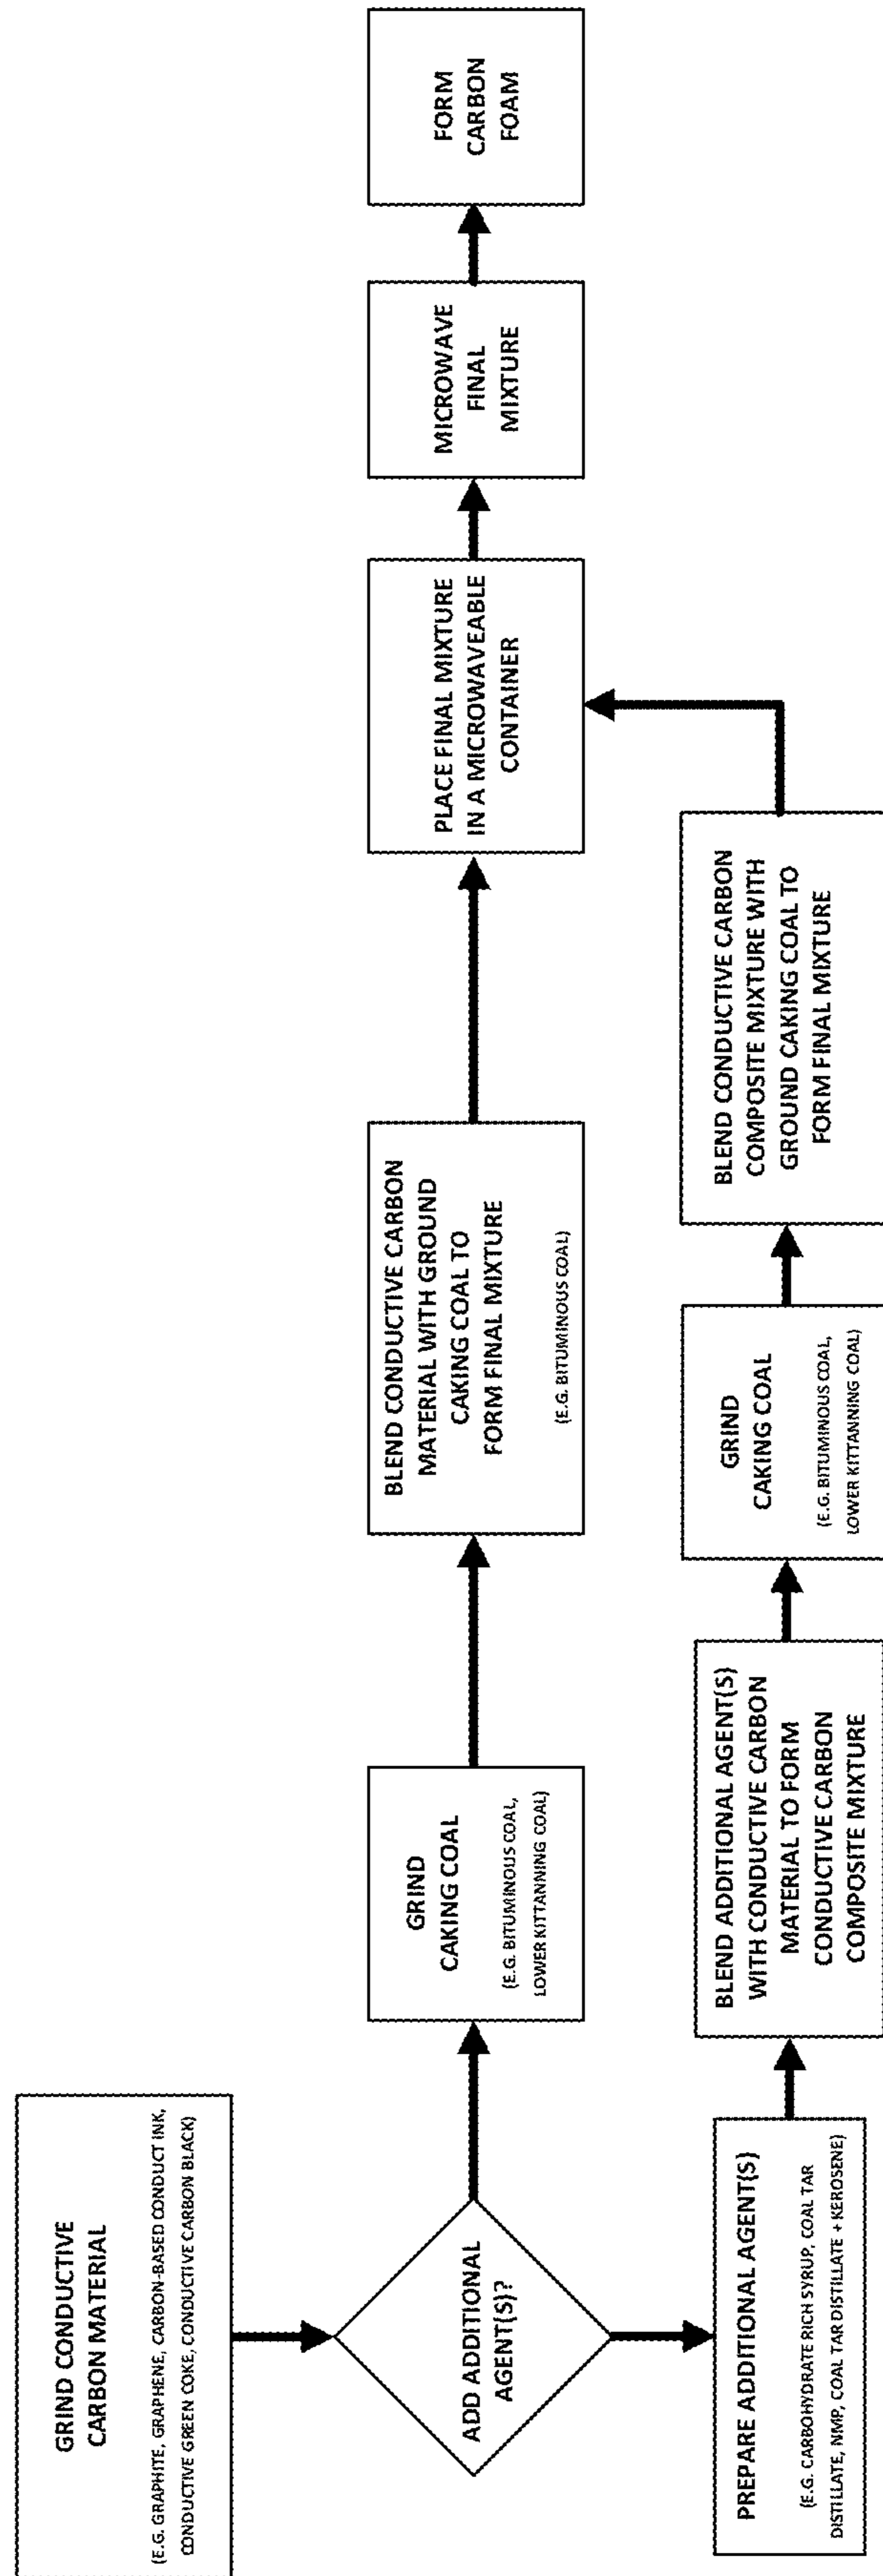 GRIND CONDUCTIVE
CARBON MATERIAL
(E.G. GRAPHITE, GRAPHENE, CARBON-BASED CONDUCT INK,
CONDUCTIVE GREEN COKE, CONDUCTIVE CARBON BLACK)
ADD ADDITIONAL
AGENT(S)?
GRIND
CAKING COAL
(E.G. BITUMINOUS COAL,
LOWER KITTANNING COAL)
BLEND CONDUCTIVE CARBON
MATERIAL WITH GROUND
CAKING COAL TO
FORM FINAL MIXTURE
(E.G. BITUMINOUS COAL)
PLACE FINAL MIXTURE
IN A MICROWAVEABLE
CONTAINER
MICROWAVE
FINAL
MIXTURE
FORM
CARBON
FOAM
PREPARE ADDITIONAL AGENT(S)
(E.G. CARBOHYDRATE RICH SYRUP, COAL TAR
DISTILLATE, NMP, COAL TAR DISTILLATE + KEROSENE)
BLEND ADDITIONAL AGENT(S)
WITH CONDUCTIVE CARBON
MATERIAL TO FORM
CONDUCTIVE CARBON
COMPOSITE MIXTURE
GRIND
CAKING COAL
(E.G. BITUMINOUS COAL,
LOWER KITTANNING COAL)
BLEND CONDUCTIVE CARBON
COMPOSITE MIXTURE WITH
GROUND CAKING COAL TO
FORM FINAL MIXTURE